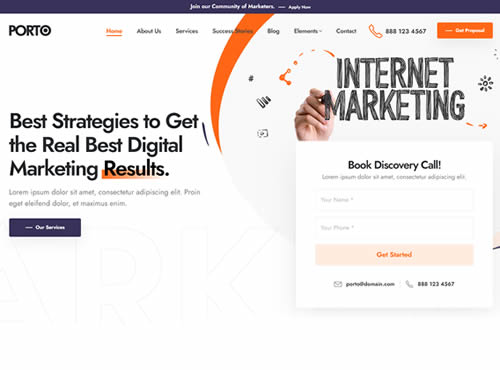 Join our Community of Marketers. Apply Now
PORTO
Home About Us Services Success Stories Blog Elements Contact 888 123 4567 Get Proposal
INTERNET
MARKETING
Best Strategies to Get
the Real Best Digital
Marketing Results.
Lorem ipsum dolor sit amet, consectetur adipiscing elit. Proin
eget eleifend dolor, et maximus enim.
Our Services
Book Discovery Call!
Lorem ipsum dolor sit amet, consectetur adipiscing elit.
Your Name *
Your Phone *
Get Started
porto@domain.com 888 123 4567
ARK